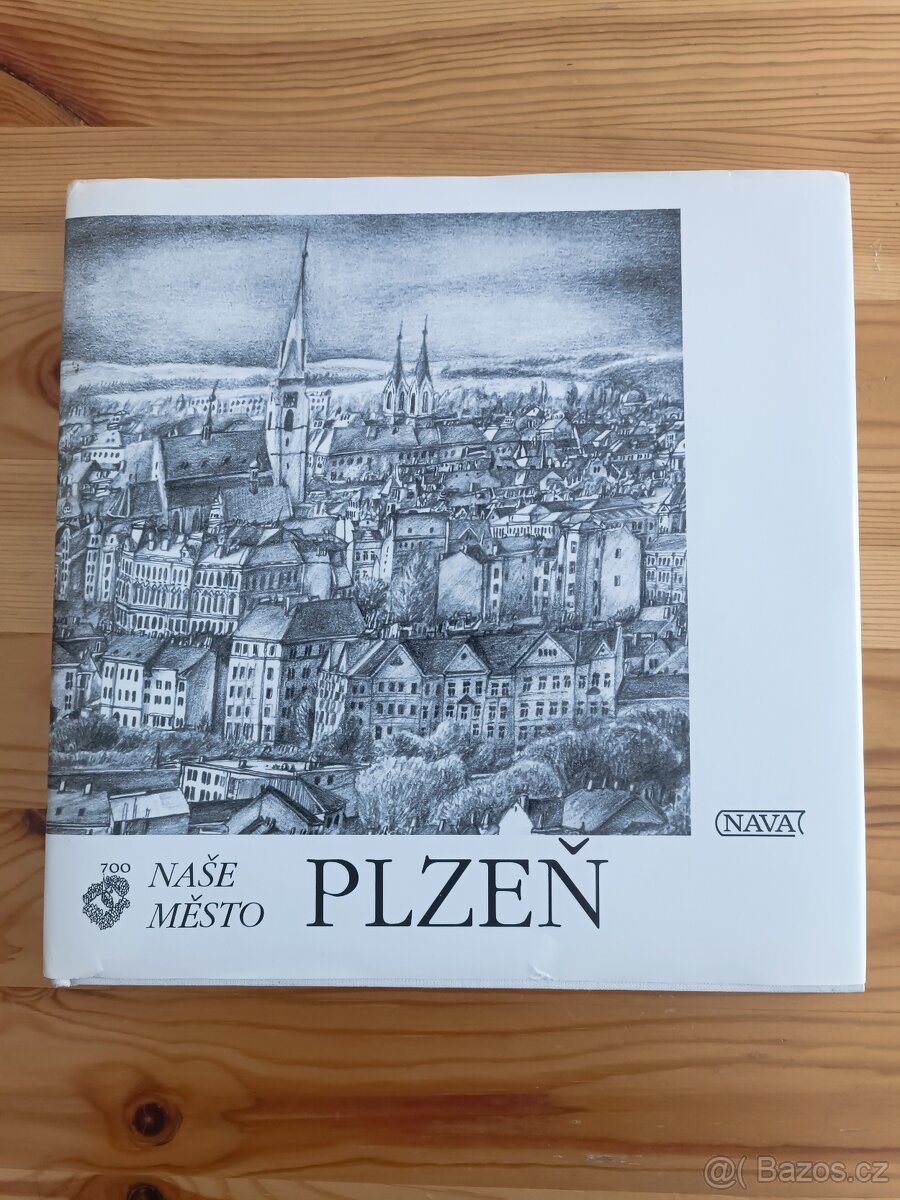 NAVA
700
NAŠE
MĚSTO
PLZEŇ
@( Bazos.cz